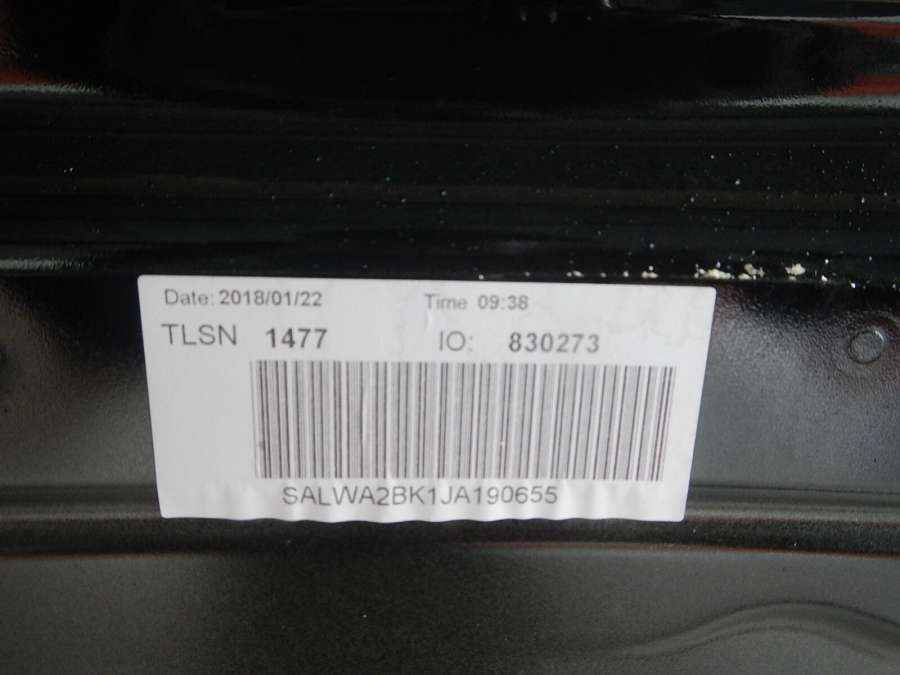 Date: 2018/01/22 Time 09:38
TLSN 1477 IO: 830273
SALWA2BK1JA190655